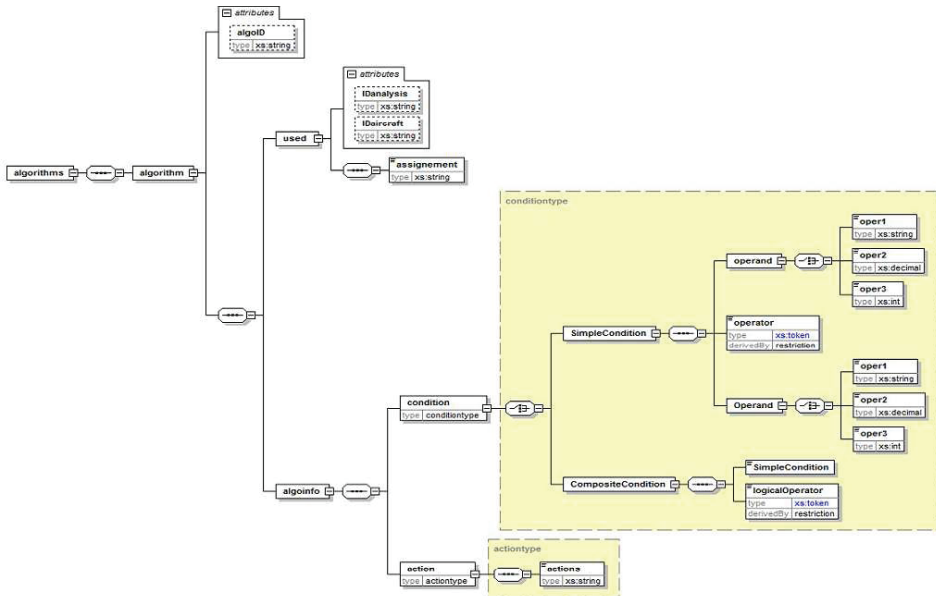 attributes
algoID
type xs:string
attributes
IDanalysis
type xs:string
IDaircraft
type xs:string
used
assignement
type xs:string
algorithms
algorithm
conditiontype
oper1
type xs:string
operand
oper2
type xs:decimal
oper3
type xs:int
SimpleCondition
operator
type xs:token
derivedBy restriction
oper1
type xs:string
Operand
oper2
type xs:decimal
oper3
type xs:int
condition
type conditiontype
CompositeCondition
SimpleCondition
logicalOperator
type xs:token
derivedBy restriction
algoinfo
actiontype
action
type actiontype
actions
type xs:string